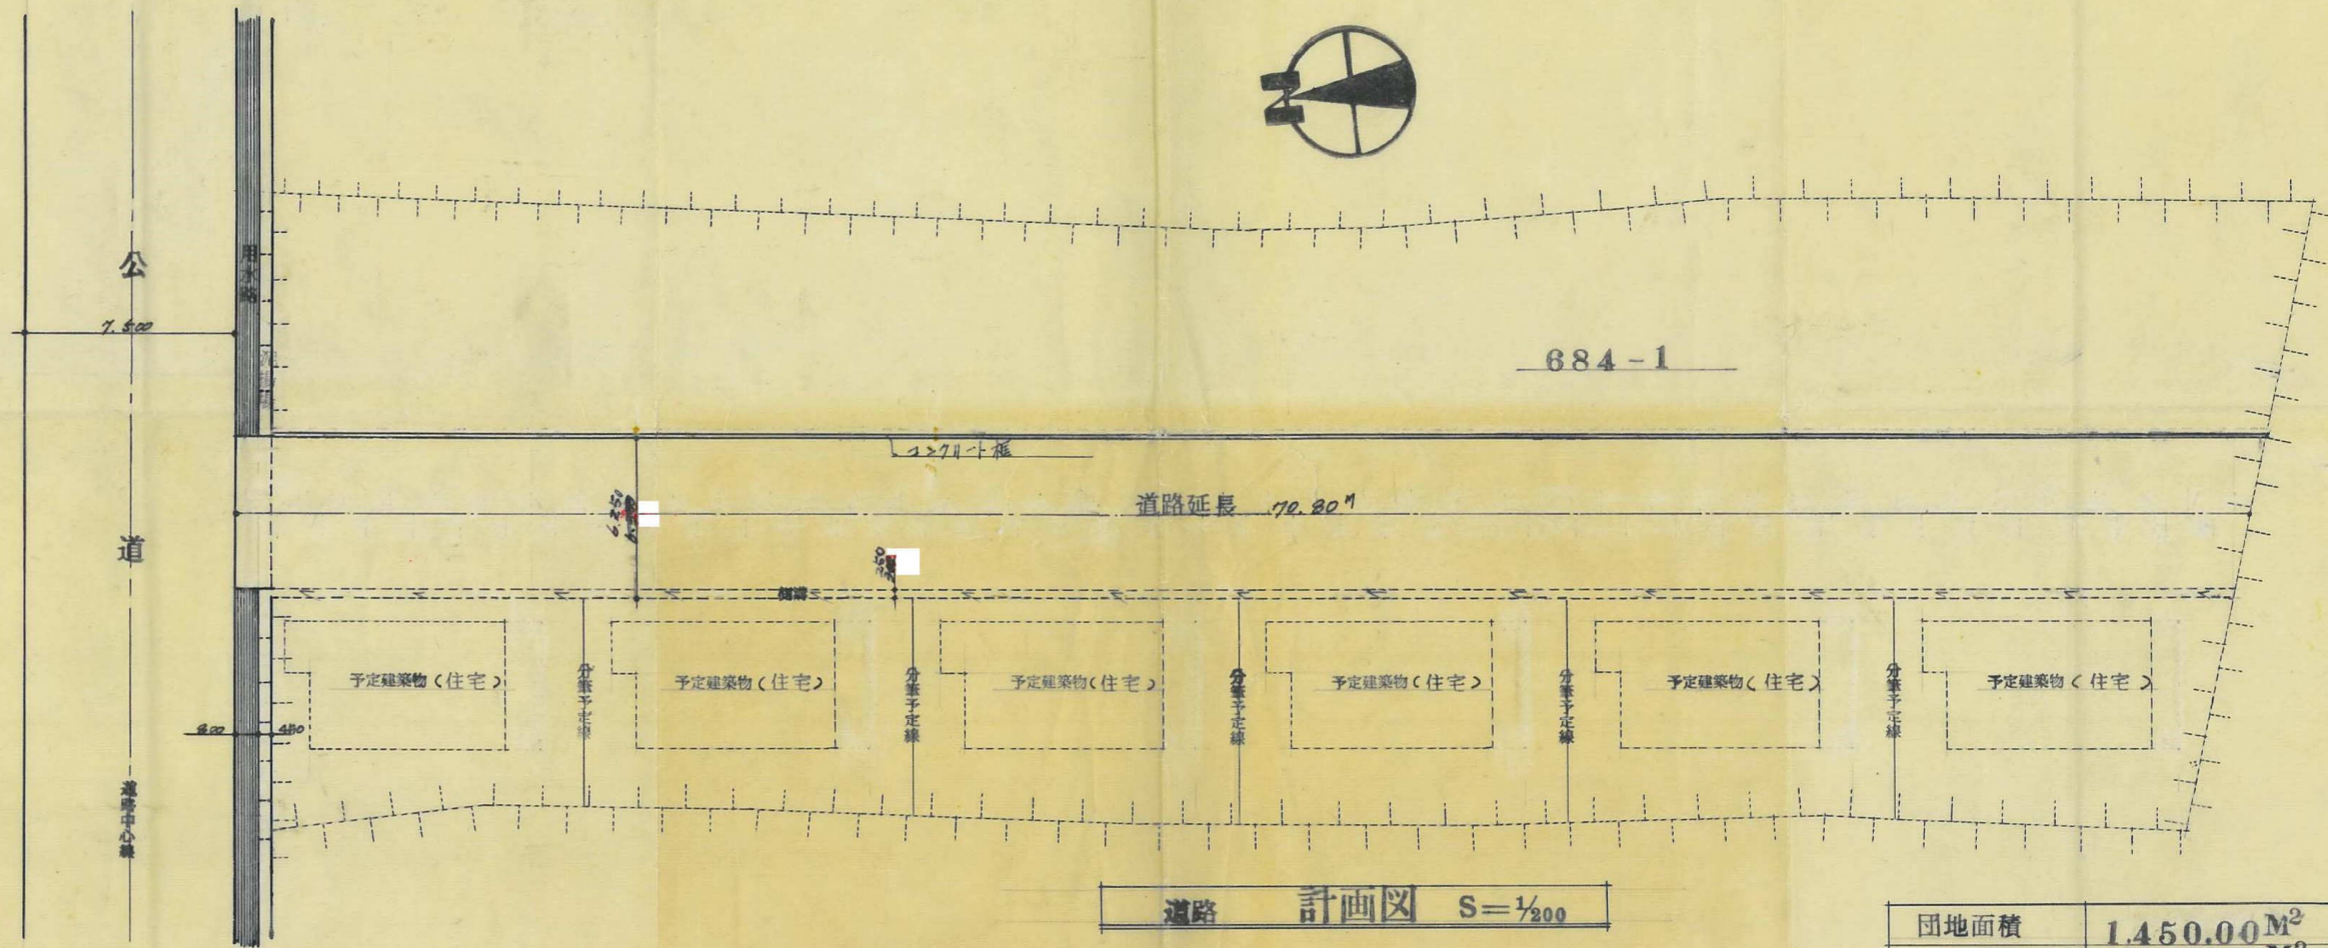 N
公
道
7.500
用水路
684-1
コンクリート框
道路延長 70.80M
6.250
350
側溝
予定建築物(住宅)
分筆予定線
予定建築物(住宅)
分筆予定線
予定建築物(住宅)
分筆予定線
予定建築物(住宅)
分筆予定線
予定建築物(住宅)
分筆予定線
予定建築物(住宅)
800
道路中心線
道路 計画図 S=1/200
団地面積 1,450.00M²